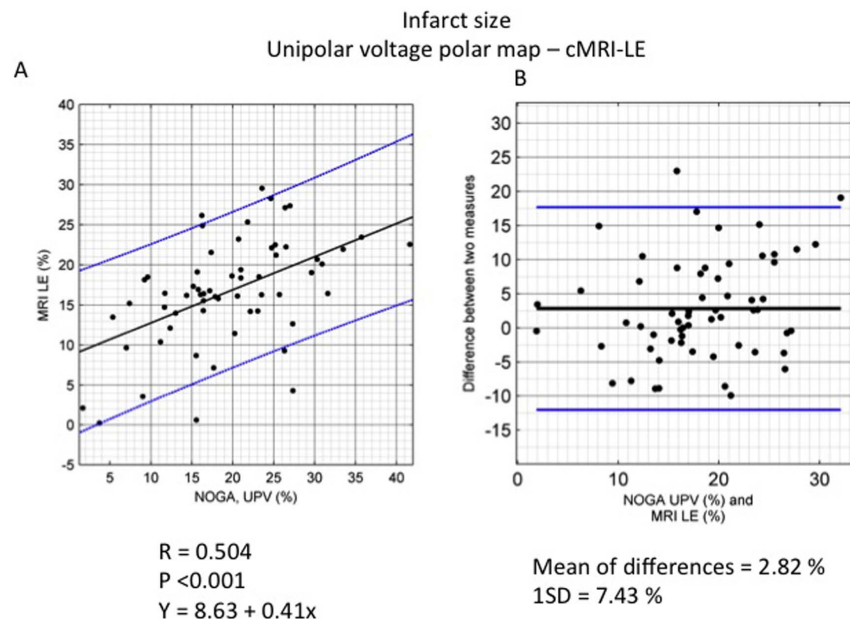 Infarct size
Unipolar voltage polar map – cMRI-LE
A
B
40
35
30
25
20
15
10
5
0
-5
MRI LE (%)
5
10
15
20
25
30
35
40
NOGA, UPV (%)
30
25
20
15
10
5
0
-5
-10
-15
Difference between two measures
0
10
20
30
NOGA UPV (%) and
MRI LE (%)
R = 0.504
P <0.001
Y = 8.63 + 0.41x
Mean of differences = 2.82 %
1SD = 7.43 %